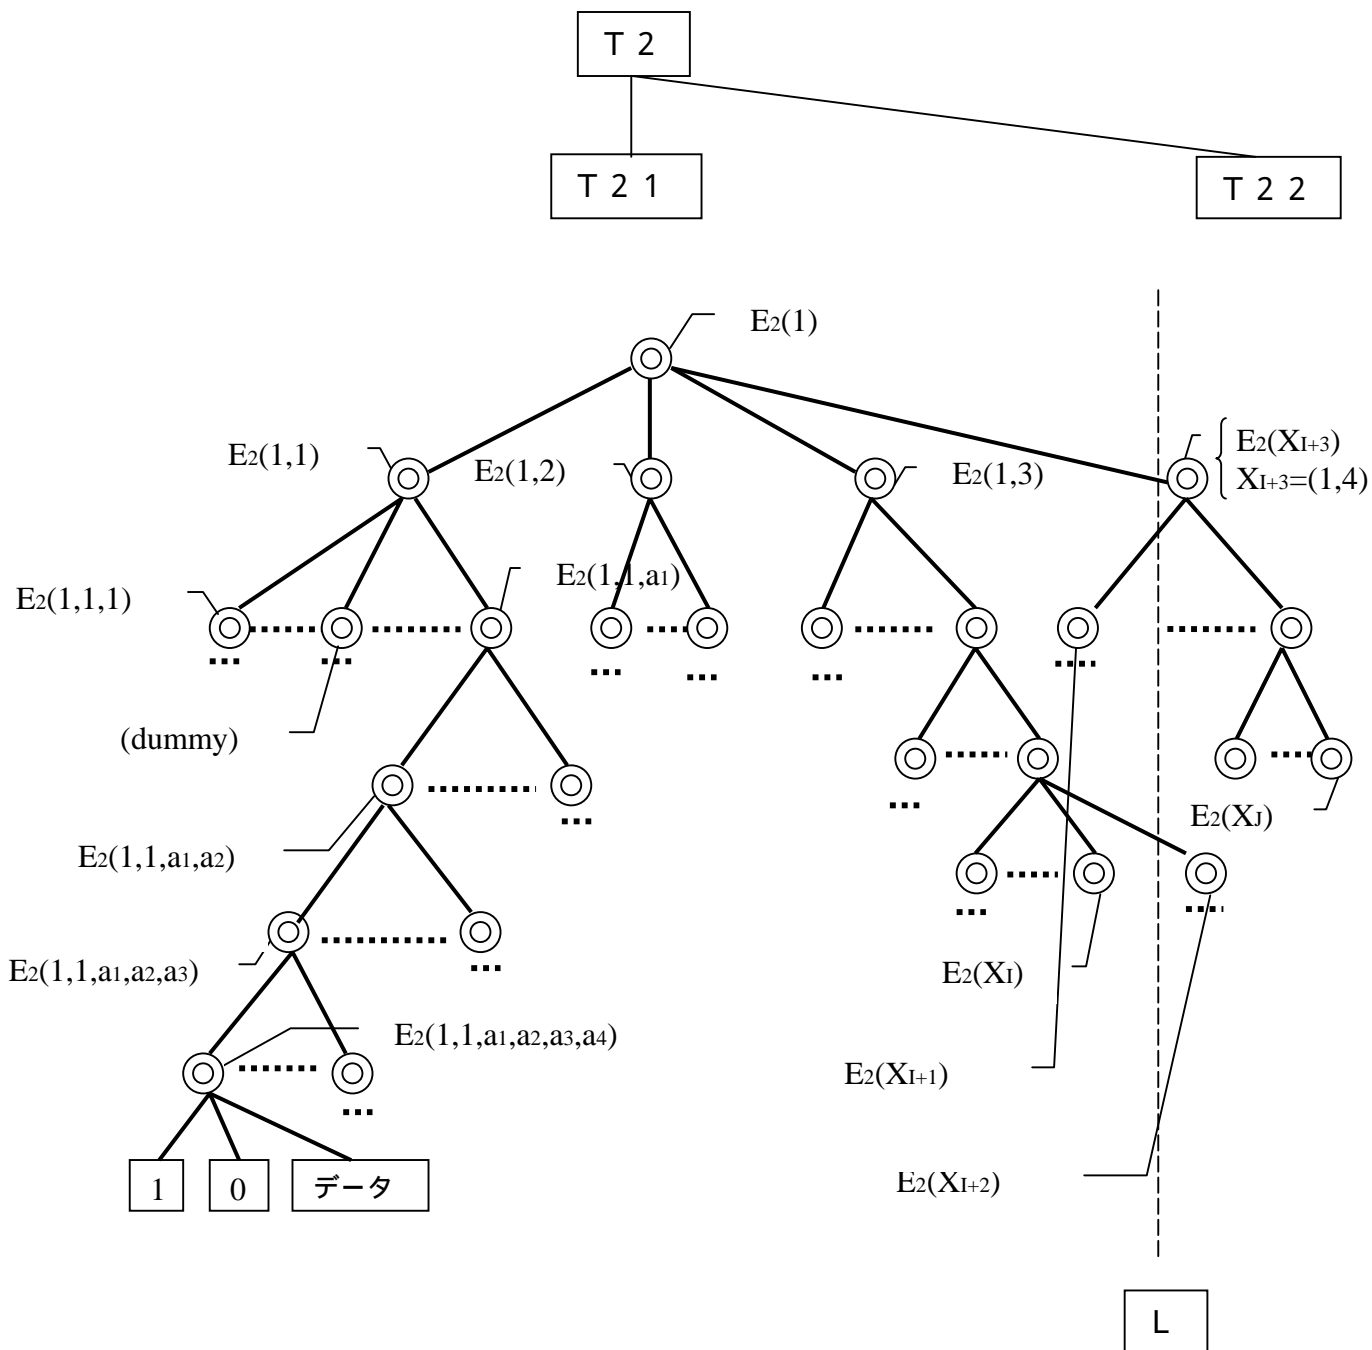 T 2
T 2 1
T 2 2
E2(1)
E2(XI+3)
XI+3=(1,4)
E2(1,1)
E2(1,2)
E2(1,3)
E2(1,1,a1)
E2(1,1,1)
(dummy)
E2(XJ)
E2(1,1,a1,a2)
E2(1,1,a1,a2,a3)
E2(XI)
E2(1,1,a1,a2,a3,a4)
E2(XI+1)
1
0
データ
E2(XI+2)
L